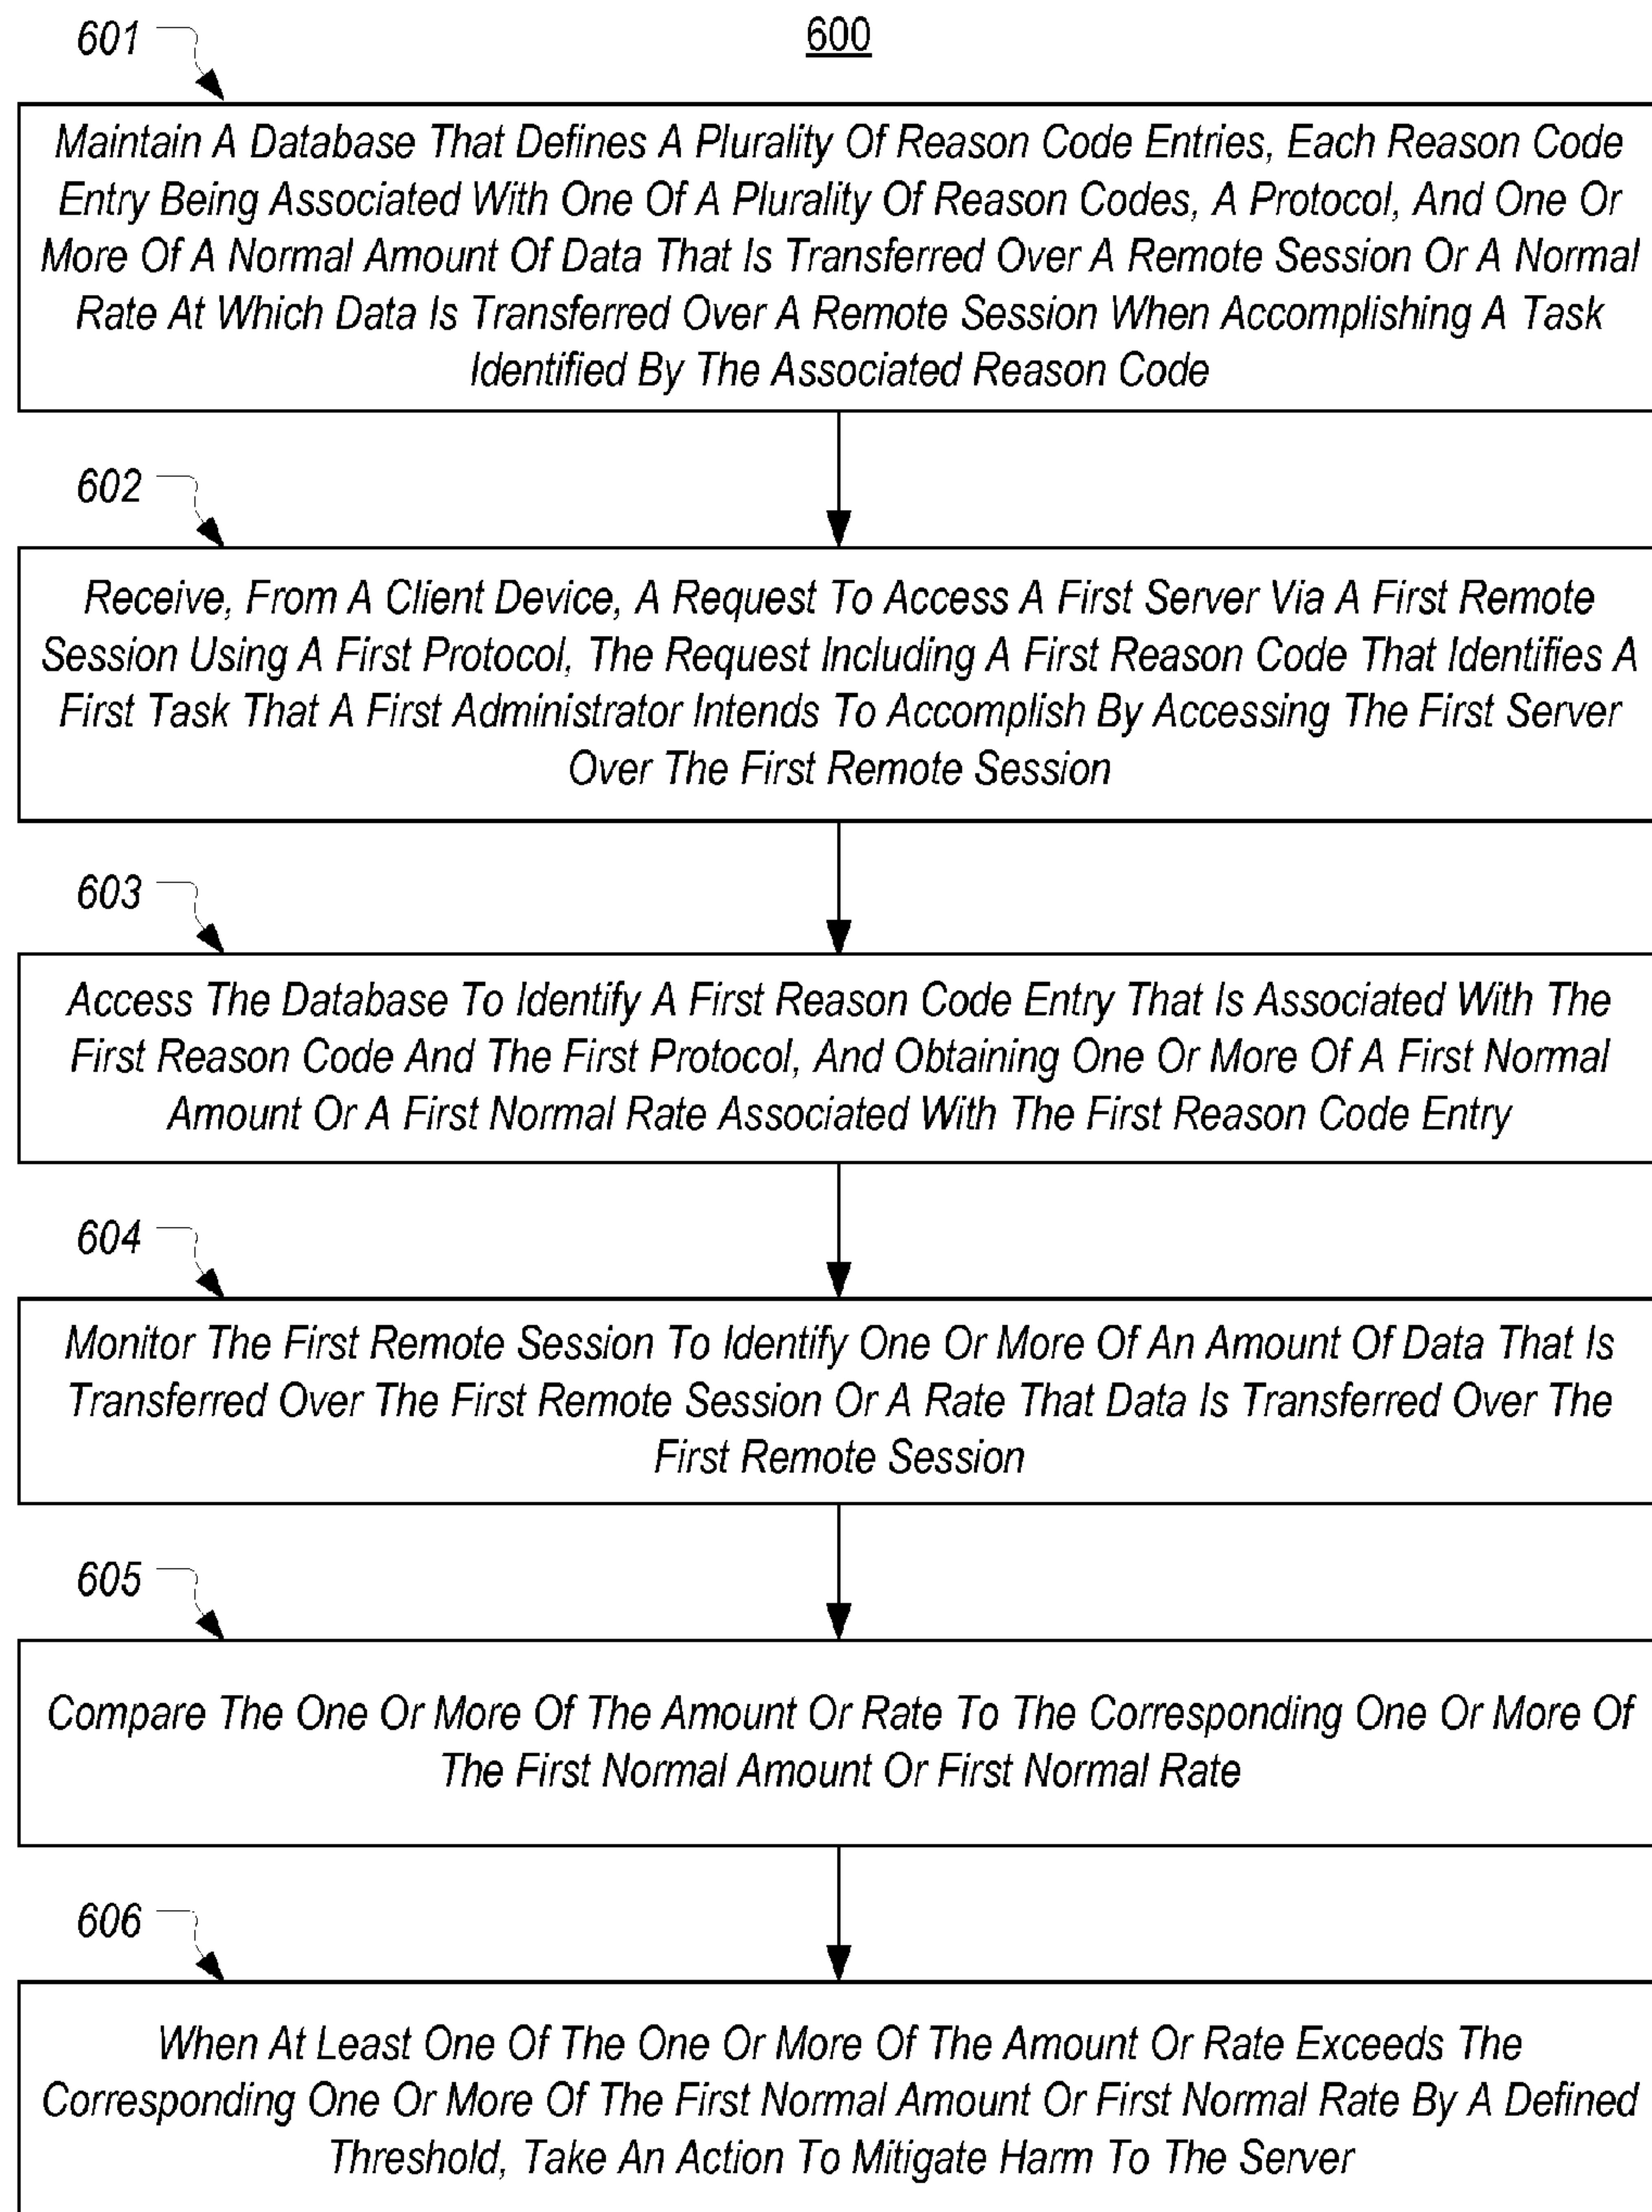 600
601
Maintain A Database That Defines A Plurality Of Reason Code Entries, Each Reason Code
Entry Being Associated With One Of A Plurality Of Reason Codes, A Protocol, And One Or
More Of A Normal Amount Of Data That Is Transferred Over A Remote Session Or A Normal
Rate At Which Data Is Transferred Over A Remote Session When Accomplishing A Task
Identified By The Associated Reason Code
602
Receive, From A Client Device, A Request To Access A First Server Via A First Remote
Session Using A First Protocol, The Request Including A First Reason Code That Identifies A
First Task That A First Administrator Intends To Accomplish By Accessing The First Server
Over The First Remote Session
603
Access The Database To Identify A First Reason Code Entry That Is Associated With The
First Reason Code And The First Protocol, And Obtaining One Or More Of A First Normal
Amount Or A First Normal Rate Associated With The First Reason Code Entry
604
Monitor The First Remote Session To Identify One Or More Of An Amount Of Data That Is
Transferred Over The First Remote Session Or A Rate That Data Is Transferred Over The
First Remote Session
605
Compare The One Or More Of The Amount Or Rate To The Corresponding One Or More Of
The First Normal Amount Or First Normal Rate
606
When At Least One Of The One Or More Of The Amount Or Rate Exceeds The
Corresponding One Or More Of The First Normal Amount Or First Normal Rate By A Defined
Threshold, Take An Action To Mitigate Harm To The Server